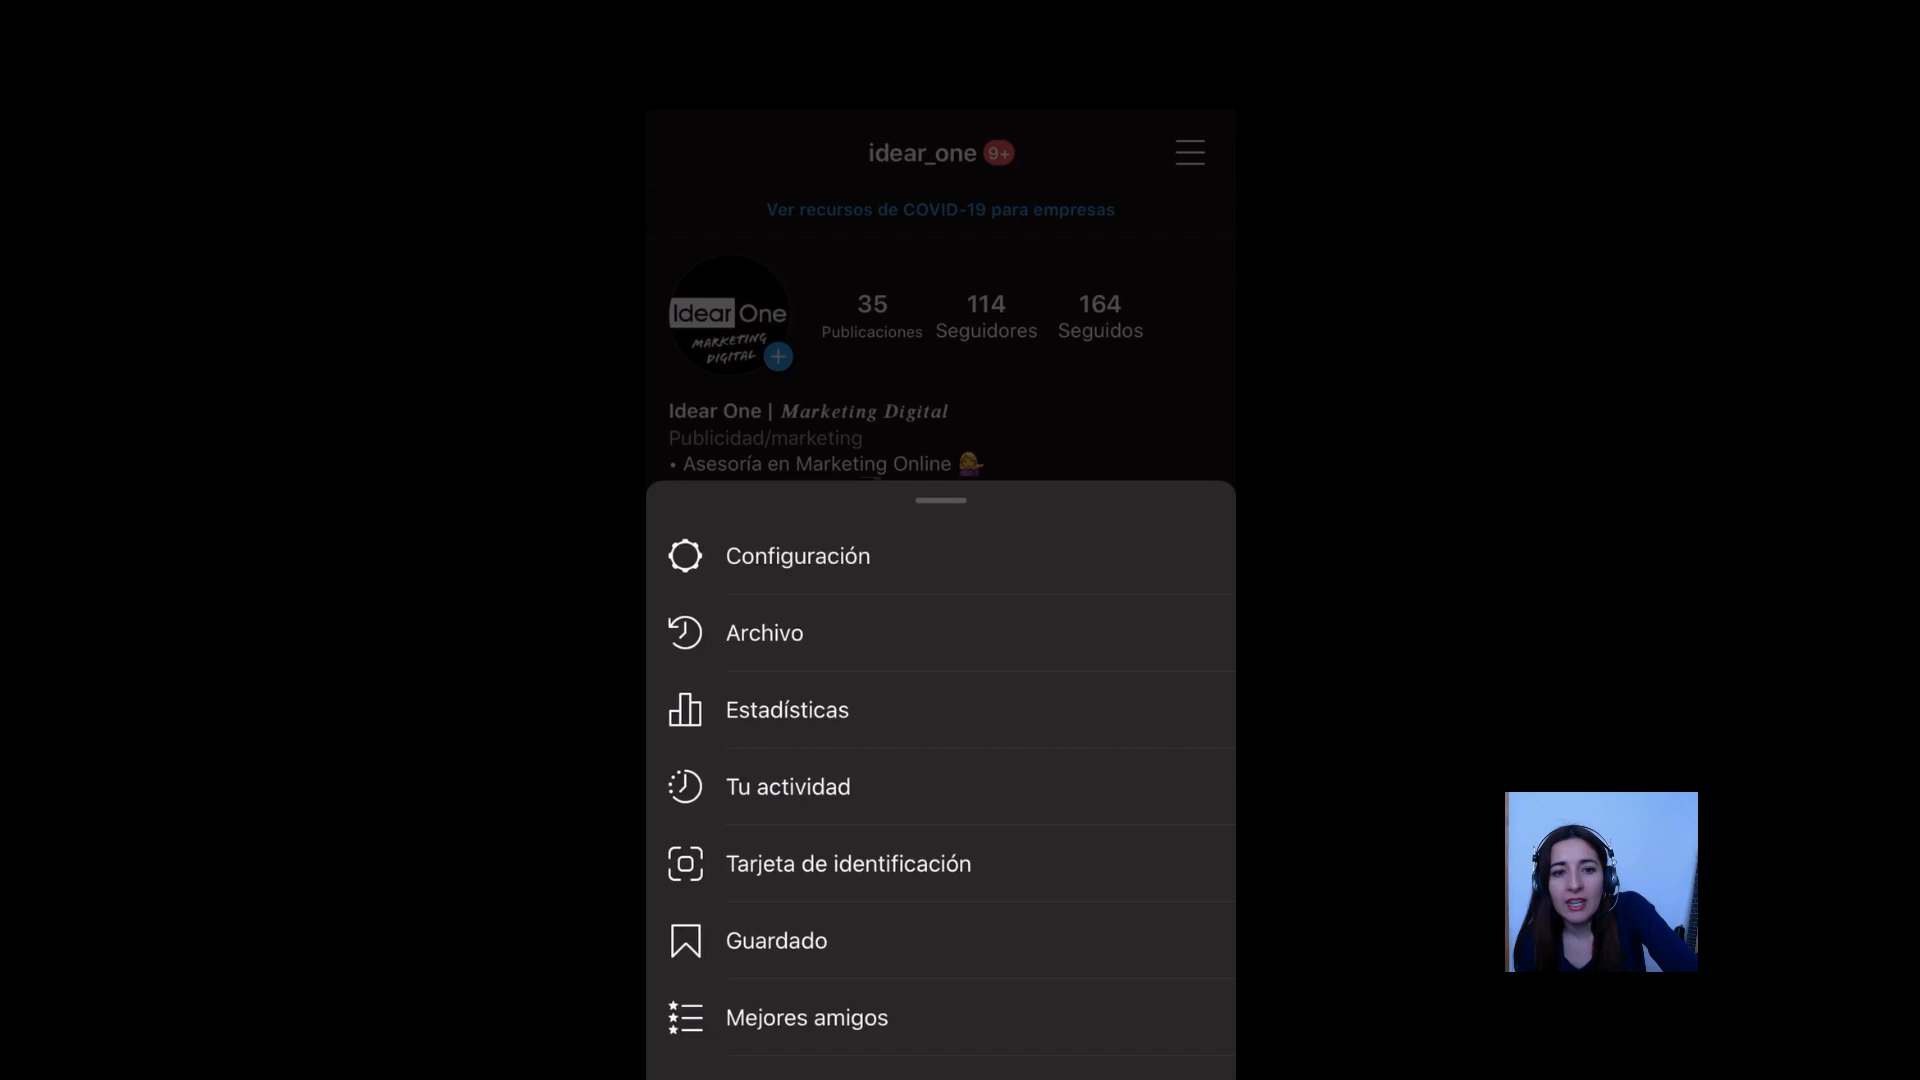 idear_one 9+
Ver recursos de COVID-19 para empresas
Idear One
MARKETING
DIGITAL
35 114 164
Publicaciones Seguidores Seguidos
Idear One | Marketing Digital
Publicidad/marketing
• Asesoría en Marketing Online 💁‍♀️
Configuración
Archivo
Estadísticas
Tu actividad
Tarjeta de identificación
Guardado
Mejores amigos